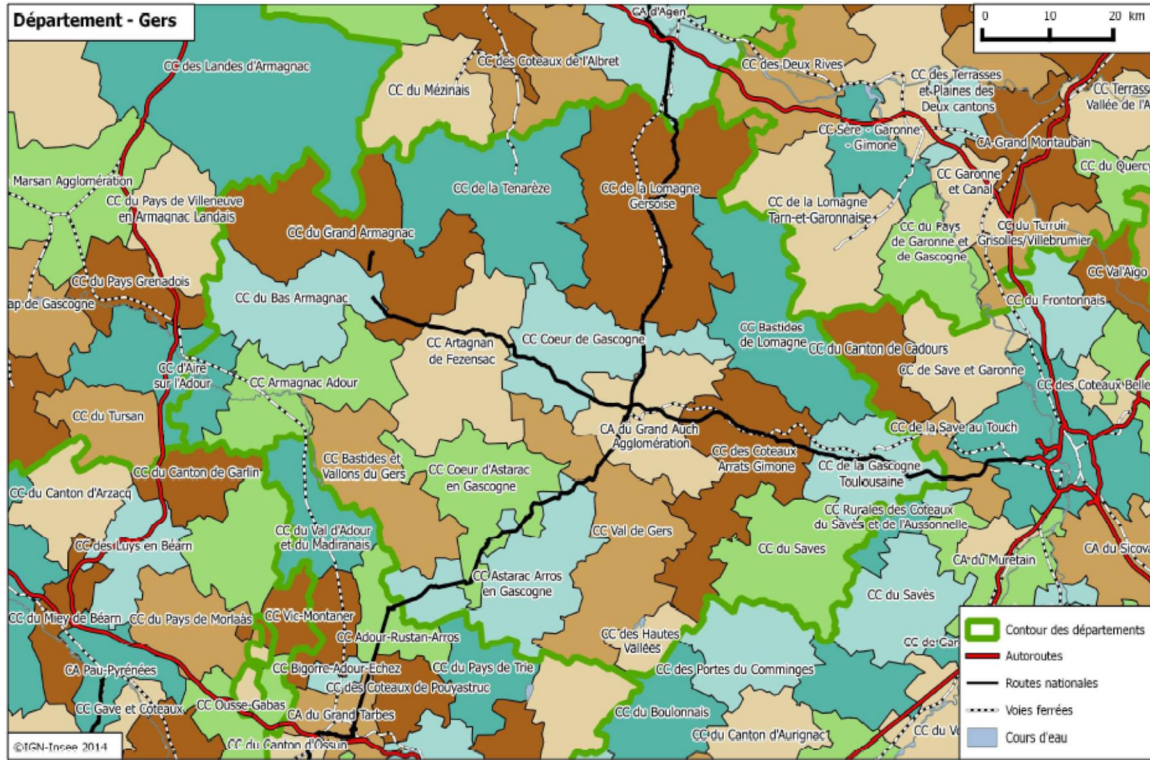 Département - Gers
0 10 20 km
CA d'Agen
CC des Landes d'Armagnac
CC des Coteaux de l'Albret
CC du Mézinais
CC des Deux Rives
CC des Terrasses
et Plaines des
Deux cantons
CC Terrasse
Vallée de l'A
CC Sère - Garonne
- Gimone
CA Grand Montauban
CC du Quercy
Marsan Agglomération
CC du Pays de Villeneuve
en Armagnac Landais
CC de la Tenarèze
CC de la Lomagne
Gersoise
CC Garonne
et Canal
CC de la Lomagne
Tarn-et-Garonnaise
CC du Grand Armagnac
CC du Pays
de Garonne et
de Gascogne
CC du Terroir
Grisolles/Villebrumier
CC du Pays Grenadois
CC Val'Aïgo
ap de Gascogne
CC du Bas Armagnac
CC du Frontonnais
CC Artagnan
de Fezensac
CC Coeur de Gascogne
CC Bastides
de Lomagne
CC du Canton de Cadours
CC d'Aire
sur l'Adour
CC Armagnac Adour
CC de Save et Garonne
CC des Coteaux Belle
CC du Tursan
CA du Grand Auch
Agglomération
CC de la Save au Touch
CC du Canton de Garlin
CC Bastides et
Vallons du Gers
CC Coeur d'Astarac
en Gascogne
CC des Coteaux
Arrats Gimone
CC de la Gascogne
Toulousaine
CC du Canton d'Arzacq
CC Rurales des Coteaux
du Savès et de l'Aussonnelle
CC du Val d'Adour
et du Madiranais
CC Val de Gers
CC des Luys en Béarn
CC du Saves
CA du Muretain
CA du Sicova
CC Astarac Arros
en Gascogne
CC du Savès
CC du Miey de Béarn
CC du Pays de Morlaàs
CC Vic-Montaner
CC Adour-Rustan-Arros
CC des Hautes
Vallées
CA Pau-Pyrénées
CC Bigorre-Adour-Echez
CC du Pays de Trie
CC des Portes du Comminges
CC des Coteaux de Pouyastruc
CC Gave et Coteaux
CC Ousse-Gabas
CA du Grand Tarbes
CC du Boulonnais
CC du Canton d'Aurignac
CC du Canton d'Ossun
Contour des départements
Autoroutes
Routes nationales
Voies ferrées
Cours d'eau
©IGN-Insee 2014